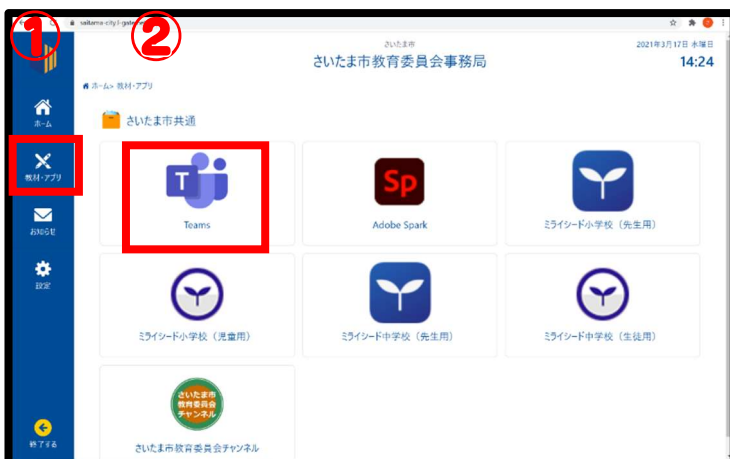 ①
②
さいたま市
さいたま市教育委員会事務局
2021年3月17日 水曜日
14:24
ホーム> 教材・アプリ
ホーム
教材・アプリ
お知らせ
設定
終了する
さいたま市共通
T
Teams
Sp
Adobe Spark
ミライシード小学校（先生用）
ミライシード小学校（児童用）
ミライシード中学校（先生用）
ミライシード中学校（生徒用）
さいたま市
教育委員会
チャンネル
さいたま市教育委員会チャンネル